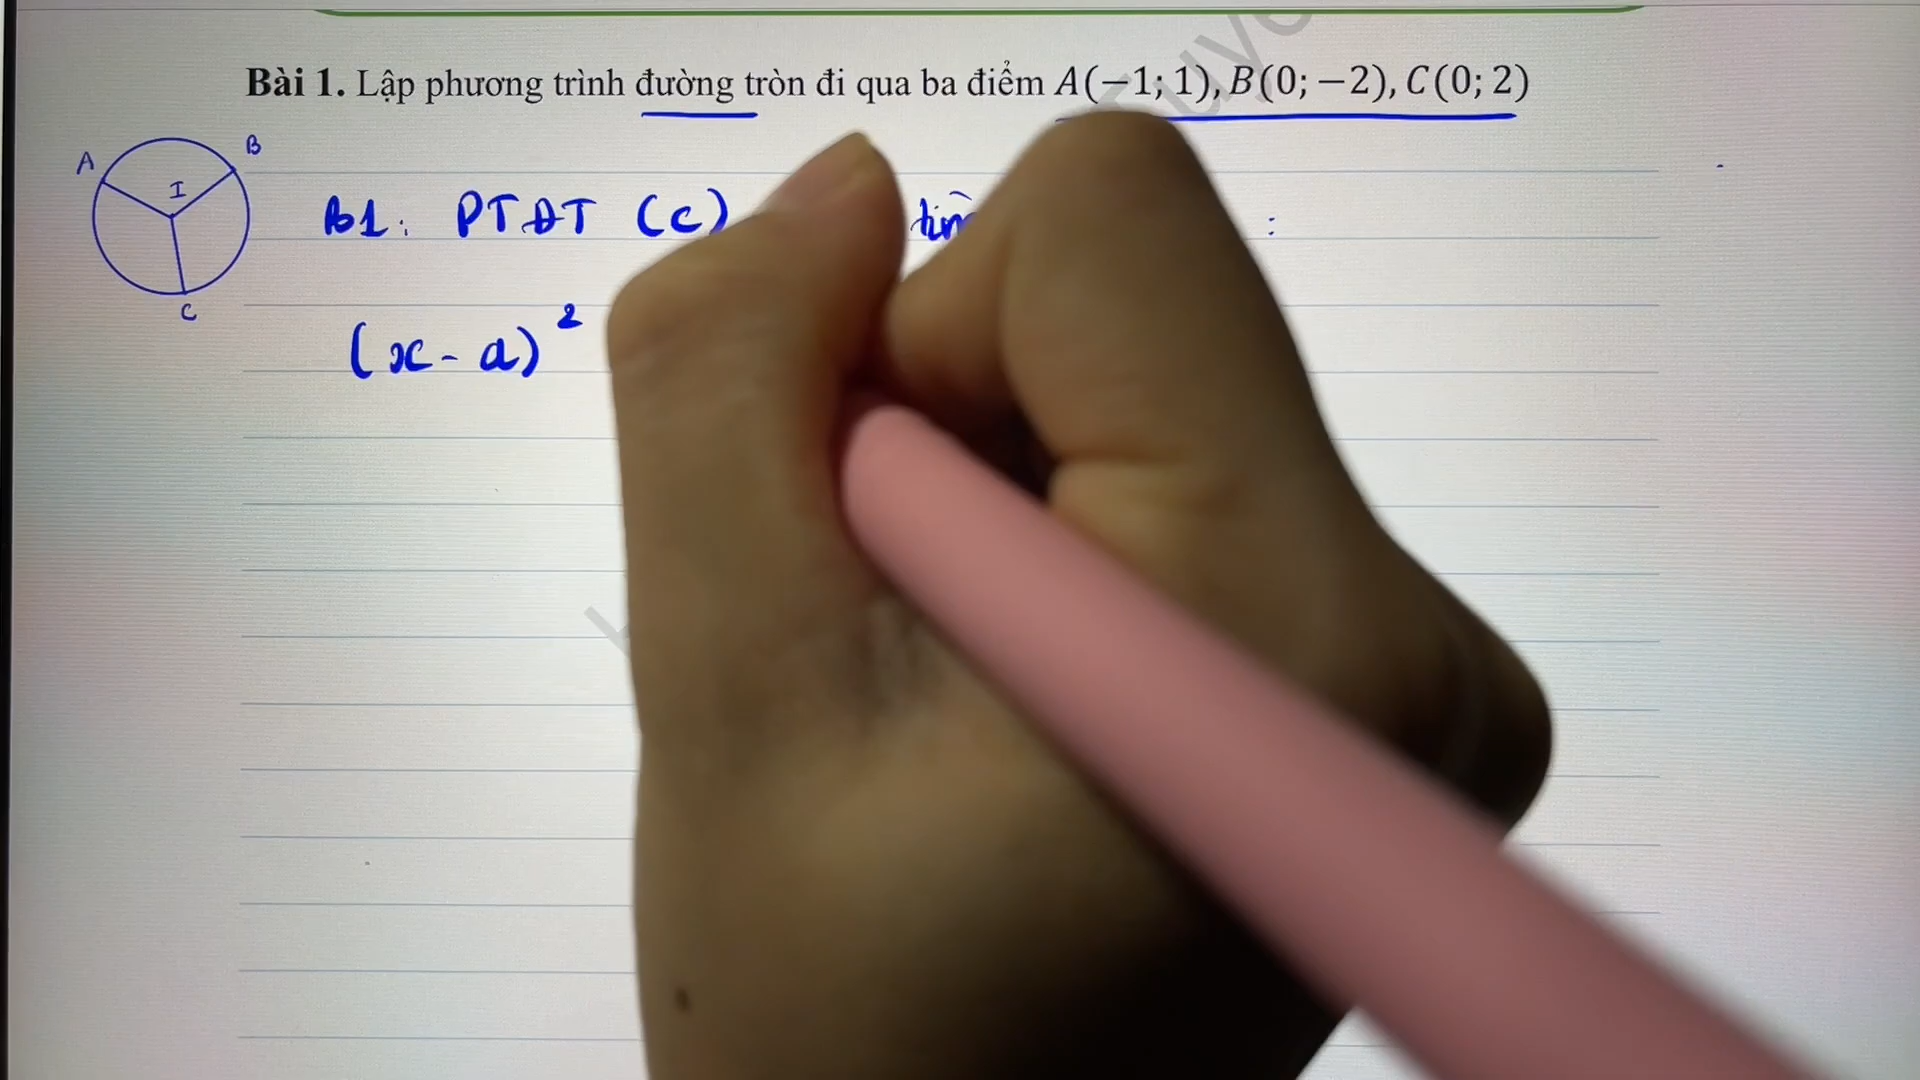 Bài 1. Lập phương trình đường tròn đi qua ba điểm A(−1; 1), B(0; −2), C(0; 2)
A
B
I
C
B1: PTĐT (C) :
(x - a)²